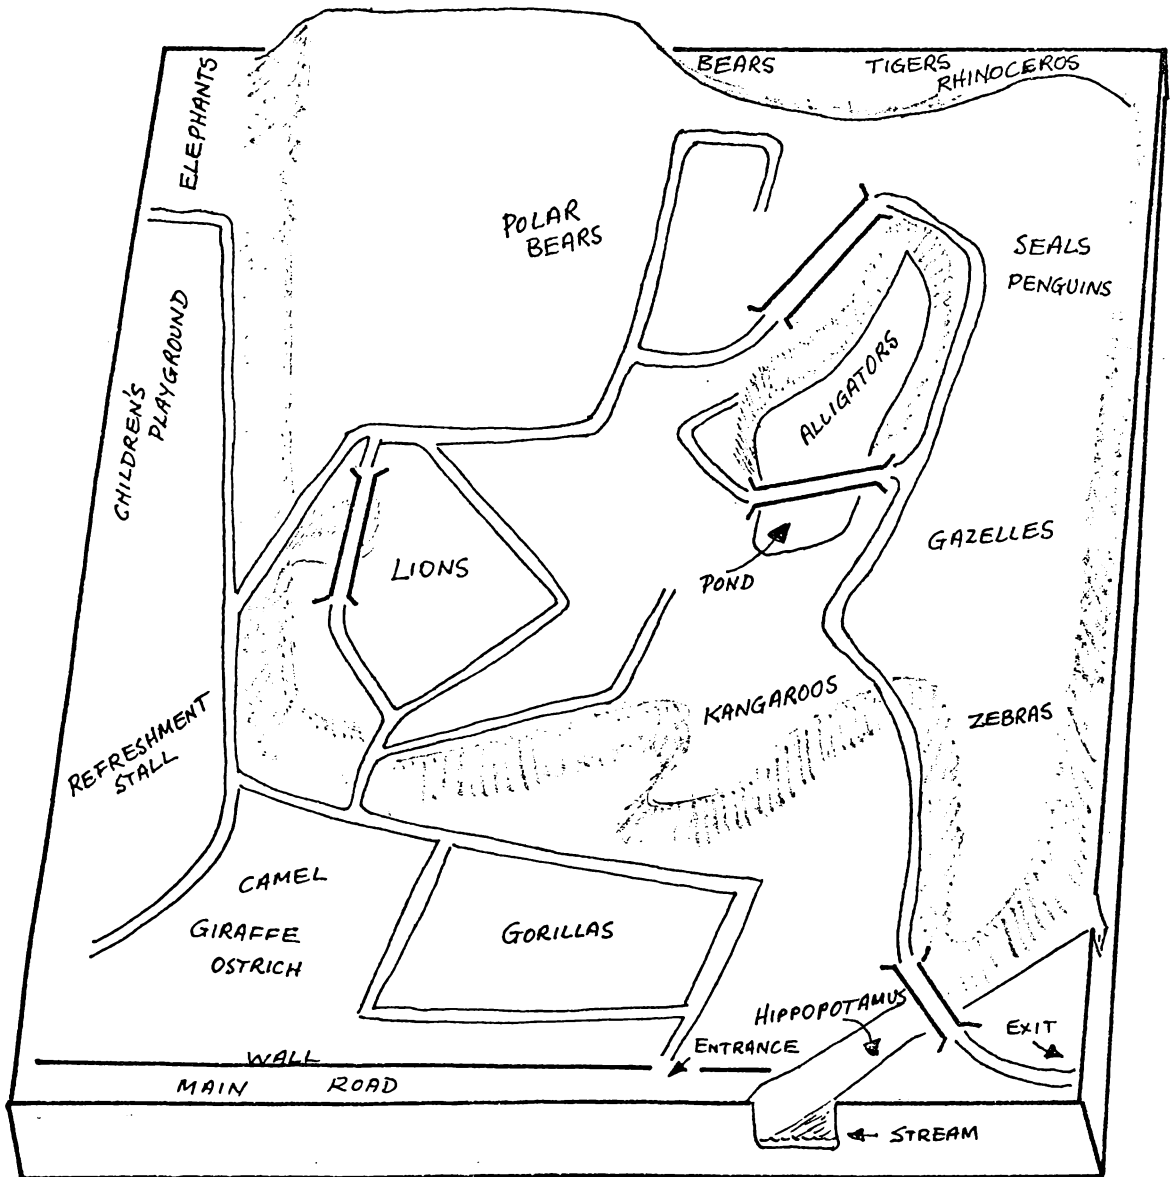 BEARS
TIGERS
RHINOCEROS
ELEPHANTS
POLAR
BEARS
SEALS
PENGUINS
CHILDREN'S
PLAYGROUND
ALLIGATORS
LIONS
POND
GAZELLES
KANGAROOS
ZEBRAS
REFRESHMENT
STALL
CAMEL
GIRAFFE
OSTRICH
GORILLAS
HIPPOPOTAMUS
EXIT
ENTRANCE
WALL
MAIN ROAD
STREAM